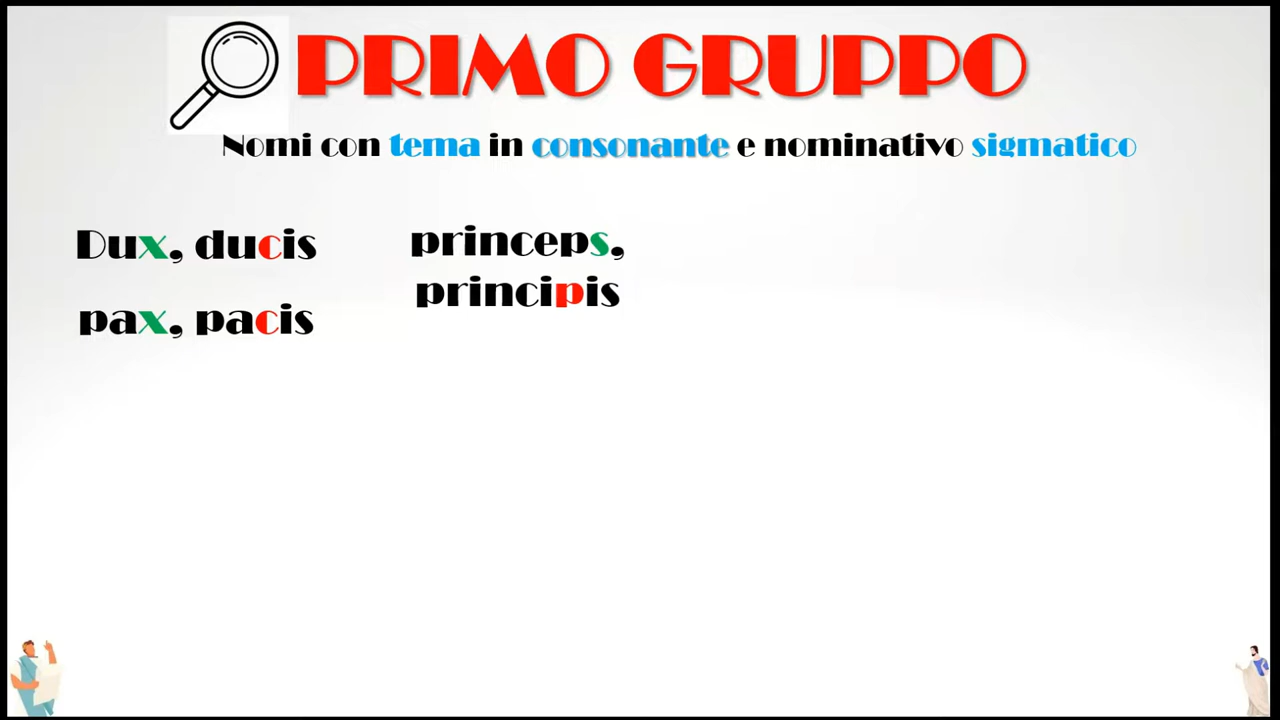 PRIMO GRUPPO
Nomi con tema in consonante e nominativo sigmatico
Dux, ducis
pax, pacis
princeps,
principis